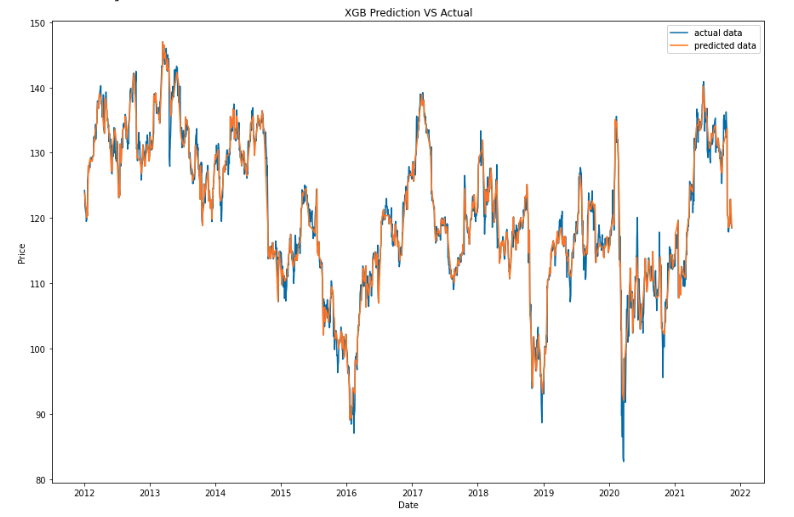 XGB Prediction VS Actual
actual data
predicted data
Price
150
140
130
120
110
100
90
80
2012 2013 2014 2015 2016 2017 2018 2019 2020 2021 2022
Date